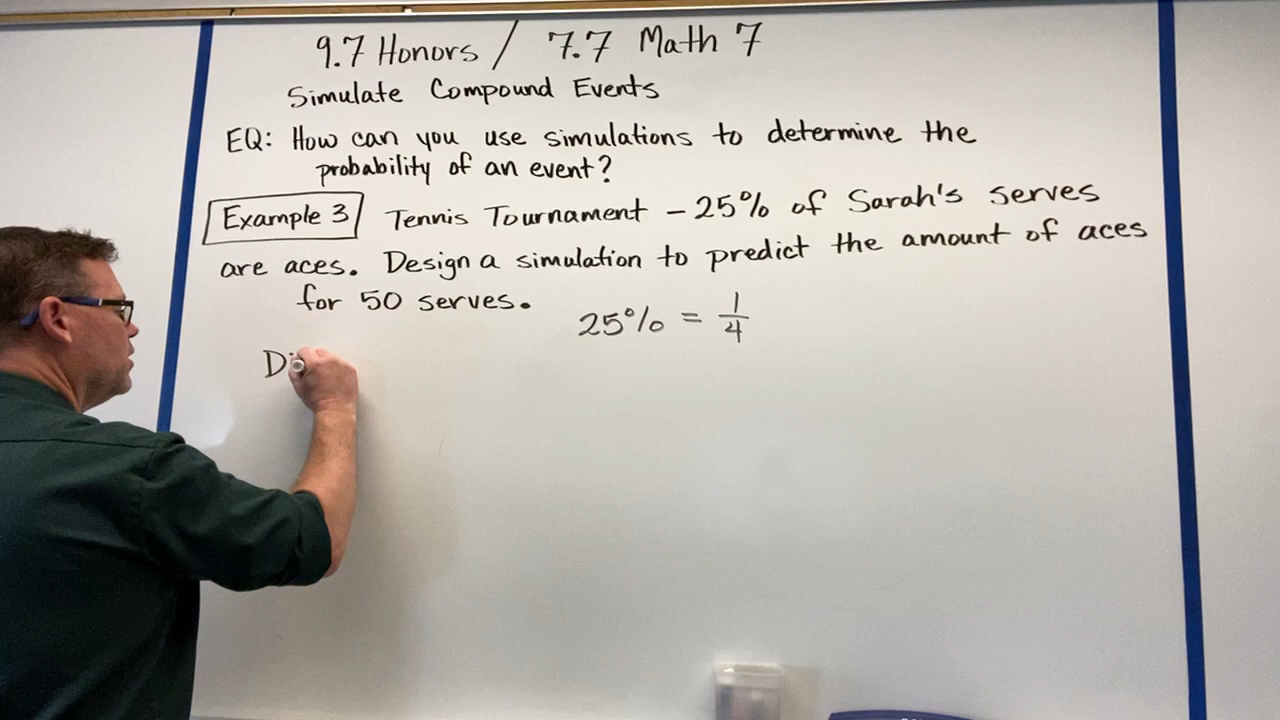 9.7 Honors / 7.7 Math 7
Simulate Compound Events
EQ: How can you use simulations to determine the
probability of an event?
Example 3 Tennis Tournament - 25% of Sarah's serves
are aces. Design a simulation to predict the amount of aces
for 50 serves.
25% = 1/4
Di